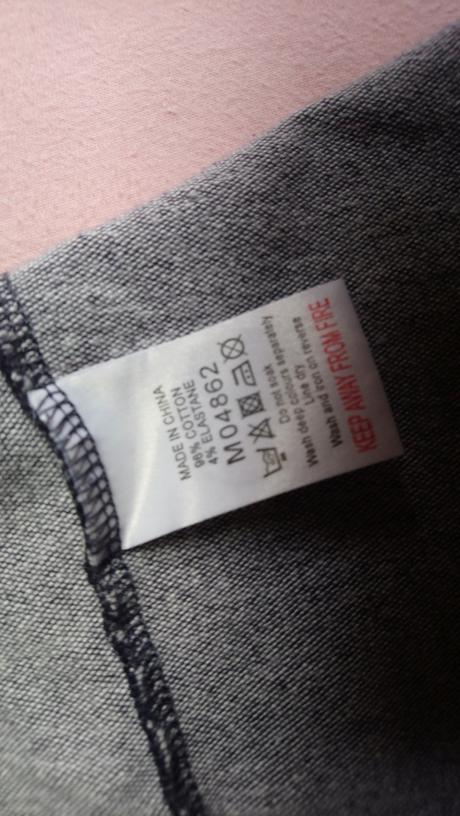 MADE IN CHINA
96% COTTON
4% ELASTANE
M04862
Do not soak
Wash deep colours separately
Line dry
Wash and iron on reverse
KEEP AWAY FROM FIRE